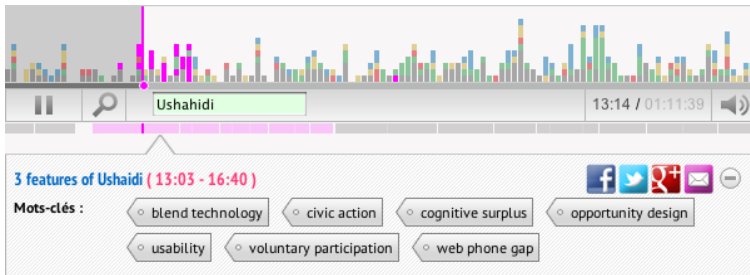 Ushahidi
13:14 / 01:11:39
3 features of Ushaidi ( 13:03 - 16:40 )
f g+1
Mots-clés :
blend technology
civic action
cognitive surplus
opportunity design
usability
voluntary participation
web phone gap